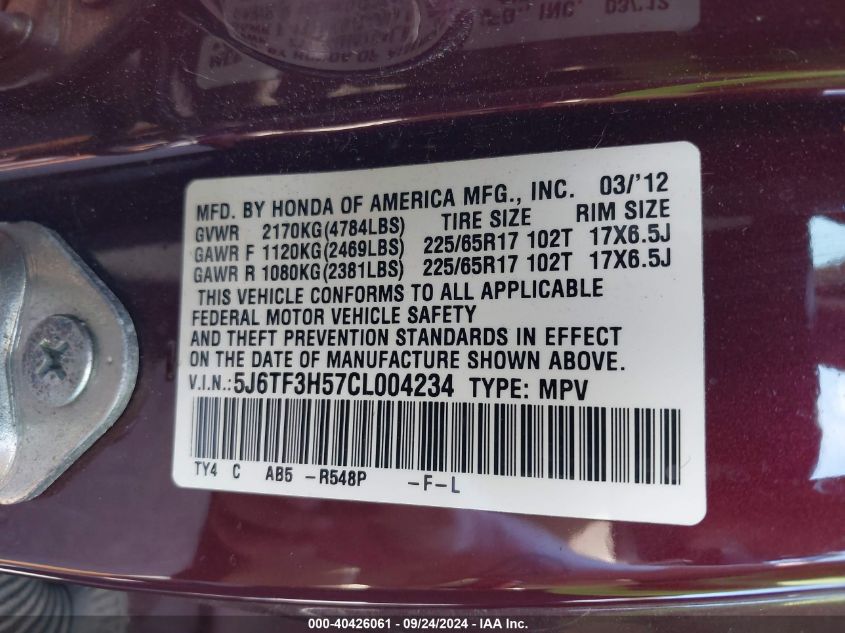 MFD. BY HONDA OF AMERICA MFG., INC. 03/'12
GVWR 2170KG(4784LBS) TIRE SIZE RIM SIZE
GAWR F 1120KG(2469LBS) 225/65R17 102T 17X6.5J
GAWR R 1080KG(2381LBS) 225/65R17 102T 17X6.5J
THIS VEHICLE CONFORMS TO ALL APPLICABLE
FEDERAL MOTOR VEHICLE SAFETY
AND THEFT PREVENTION STANDARDS IN EFFECT
ON THE DATE OF MANUFACTURE SHOWN ABOVE.
V.I.N.:5J6TF3H57CL004234 TYPE: MPV
TY4 C AB5 -R548P -F-L
000-40426061 - 09/24/2024 - IAAI - iaai.com